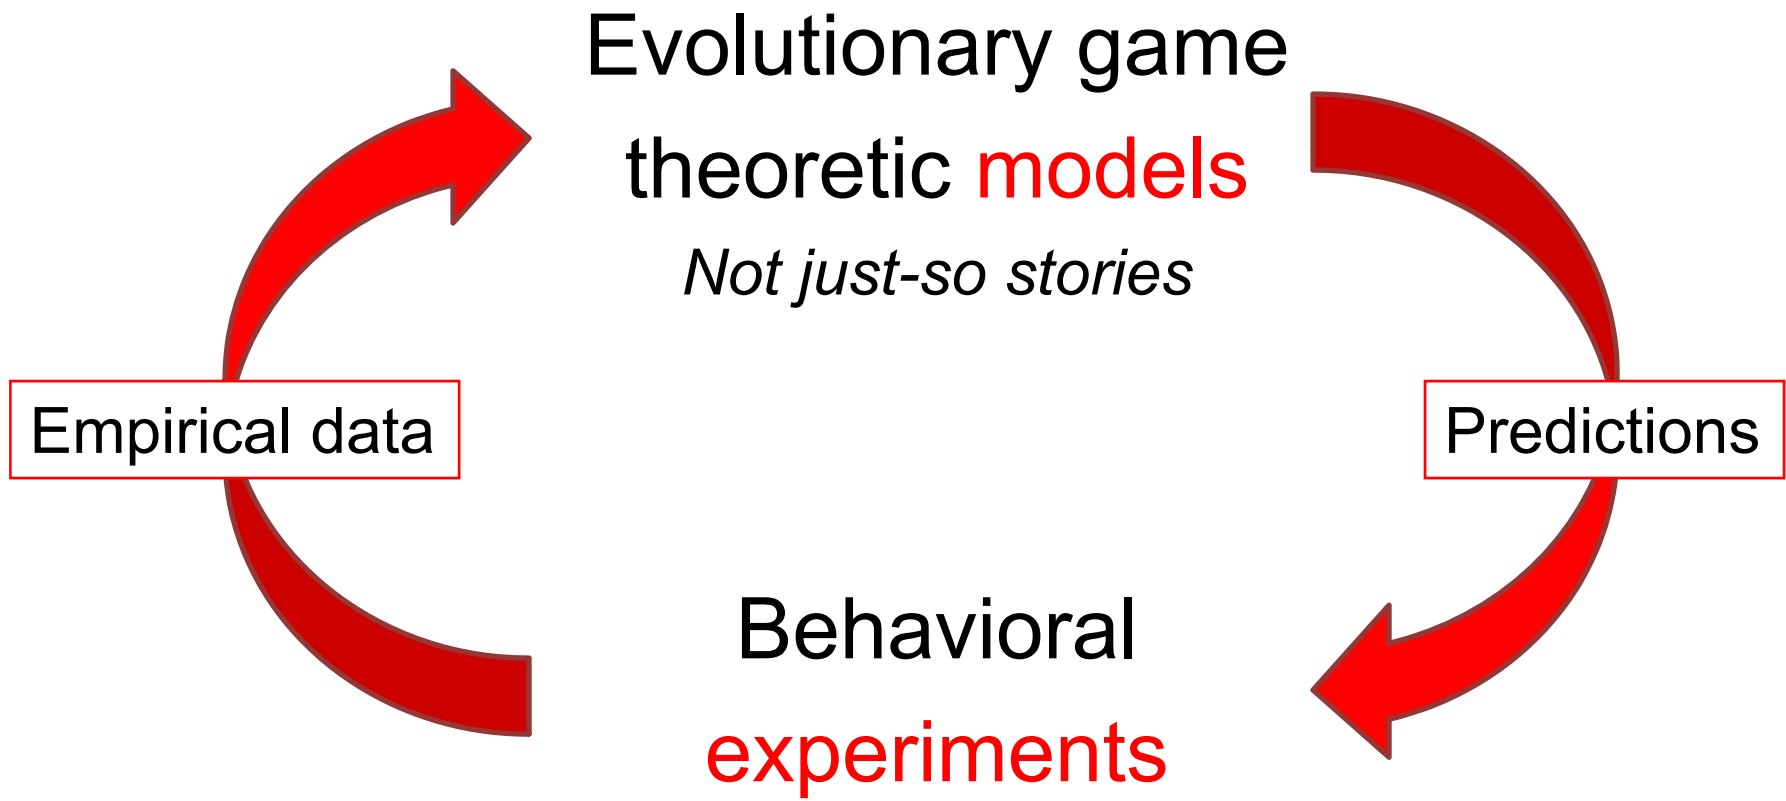 Evolutionary game
theoretic models
Not just-so stories
Empirical data
Predictions
Behavioral
experiments